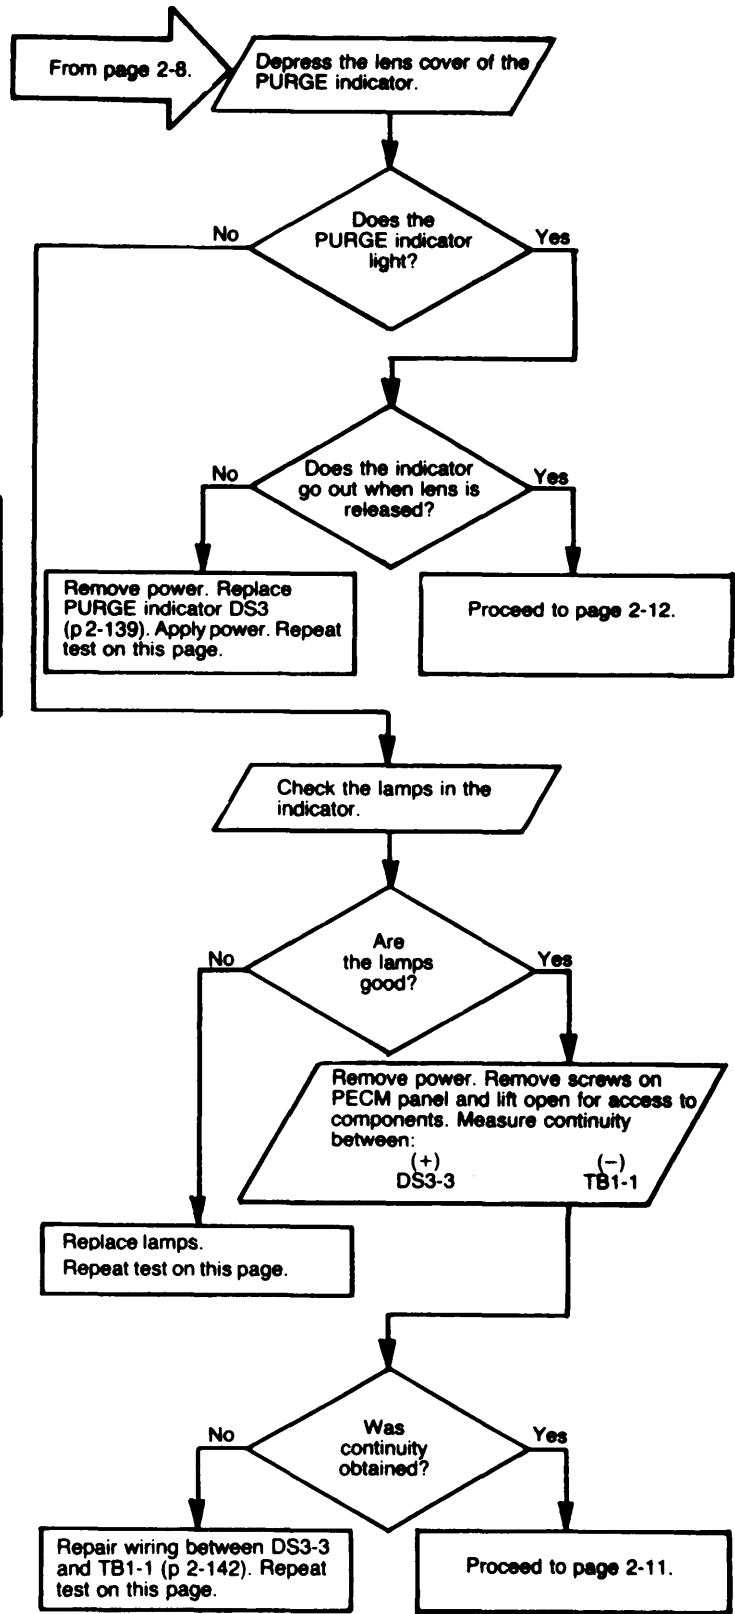 From page 2-8.
Depress the lens cover of the
PURGE indicator.
Does the
PURGE indicator
light?
No
Yes
Does the indicator
go out when lens is
released?
No
Yes
Remove power. Replace
PURGE indicator DS3
(p 2-139). Apply power. Repeat
test on this page.
Proceed to page 2-12.
Check the lamps in the
indicator.
Are
the lamps
good?
No
Yes
Remove power. Remove screws on
PECM panel and lift open for access to
components. Measure continuity
between:
(+) (−)
DS3-3 TB1-1
Replace lamps.
Repeat test on this page.
Was
continuity
obtained?
No
Yes
Repair wiring between DS3-3
and TB1-1 (p 2-142). Repeat
test on this page.
Proceed to page 2-11.